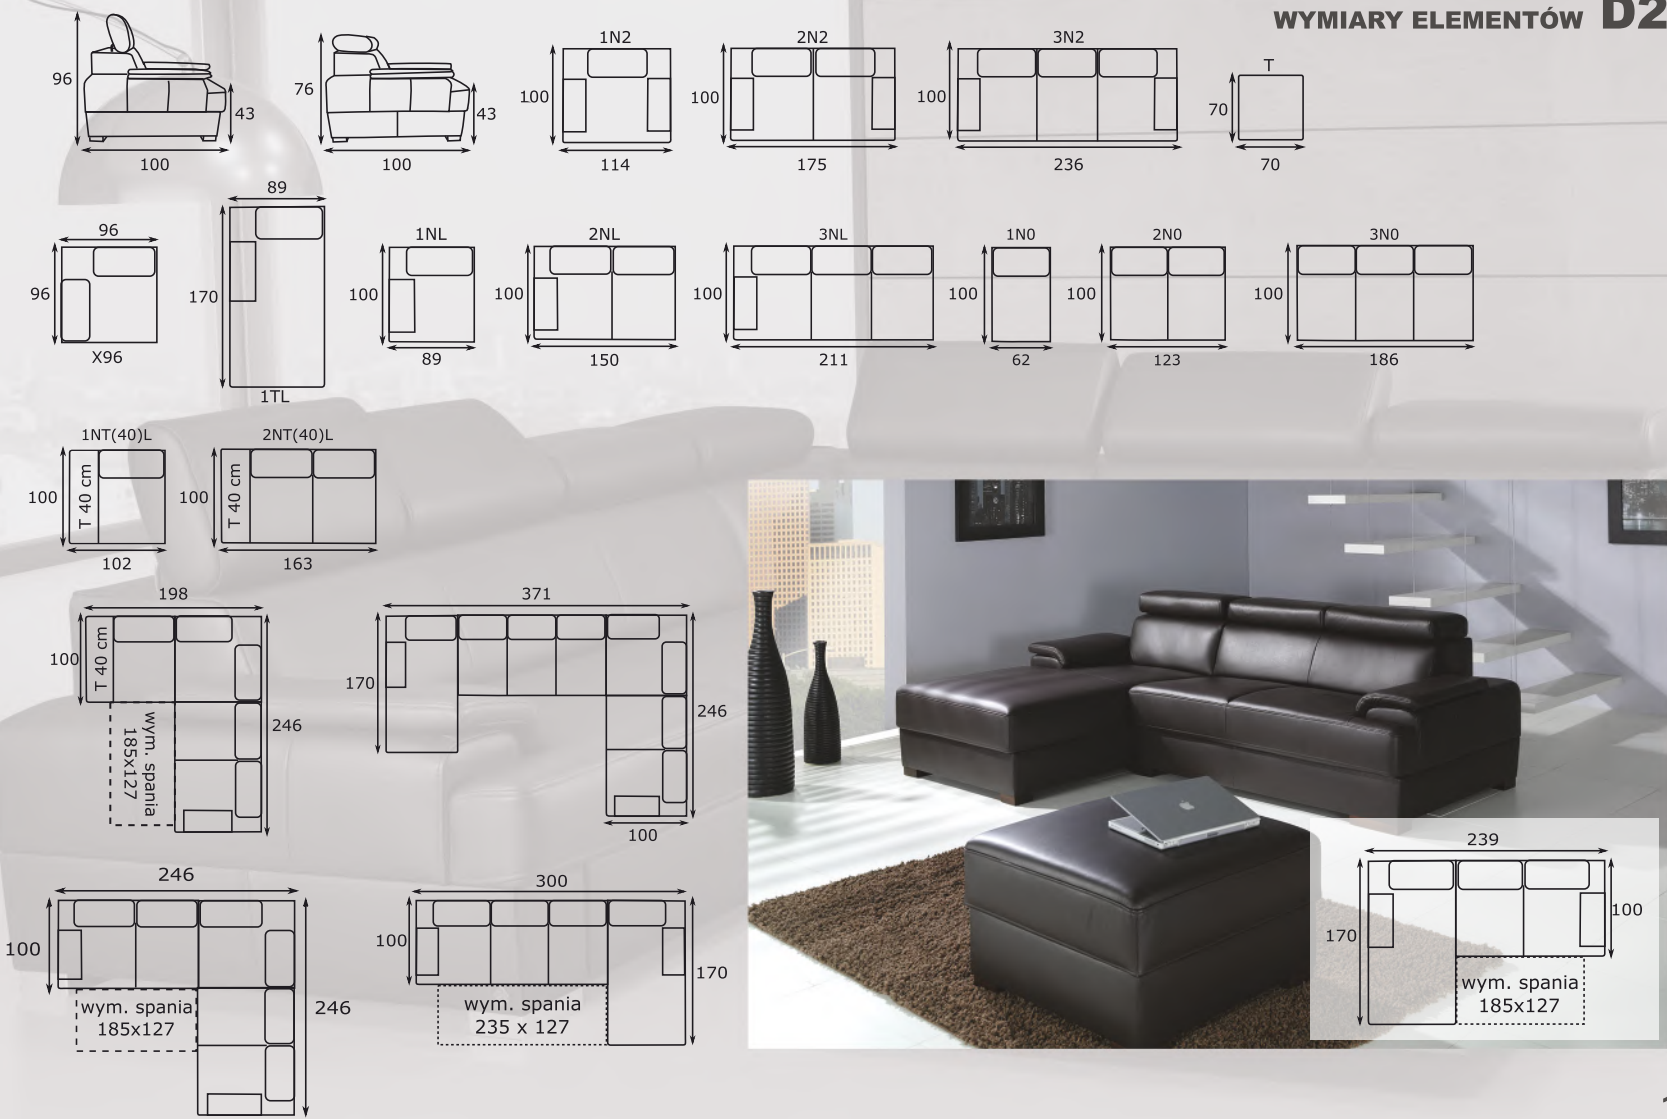 WYMIARY ELEMENTÓW D2
96
43
100
76
43
100
1N2
100
114
2N2
100
175
3N2
100
236
T
70
70
96
96
X96
89
170
1TL
1NL
100
89
2NL
100
150
3NL
100
211
1N0
100
62
2N0
100
123
3N0
100
186
1NT(40)L
100
T 40 cm
102
2NT(40)L
100
T 40 cm
163
198
100
T 40 cm
246
wym. spania
185x127
371
170
246
100
246
100
246
wym. spania
185x127
300
100
170
wym. spania
235 x 127
239
170
100
wym. spania
185x127